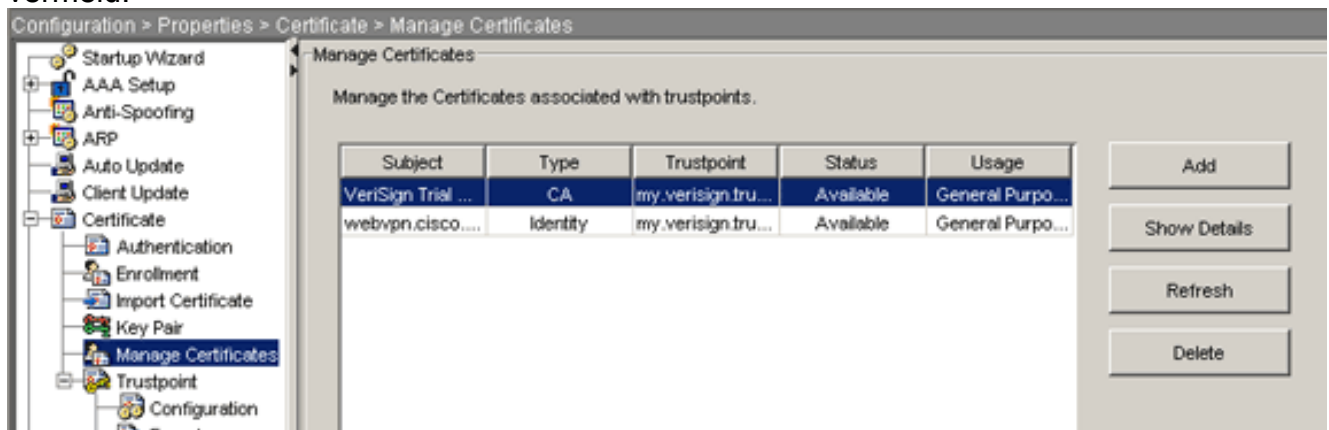 Configuration > Properties > Certificate > Manage Certificates
Startup Wizard
AAA Setup
Anti-Spoofing
ARP
Auto Update
Client Update
Certificate
Authentication
Enrollment
Import Certificate
Key Pair
Manage Certificates
Trustpoint
Configuration
Manage Certificates
Manage the Certificates associated with trustpoints.
Subject Type Trustpoint Status Usage
VeriSign Trial ... CA my.verisign.tru... Available General Purpo...
webvpn.cisco.... Identity my.verisign.tru... Available General Purpo...
Add
Show Details
Refresh
Delete